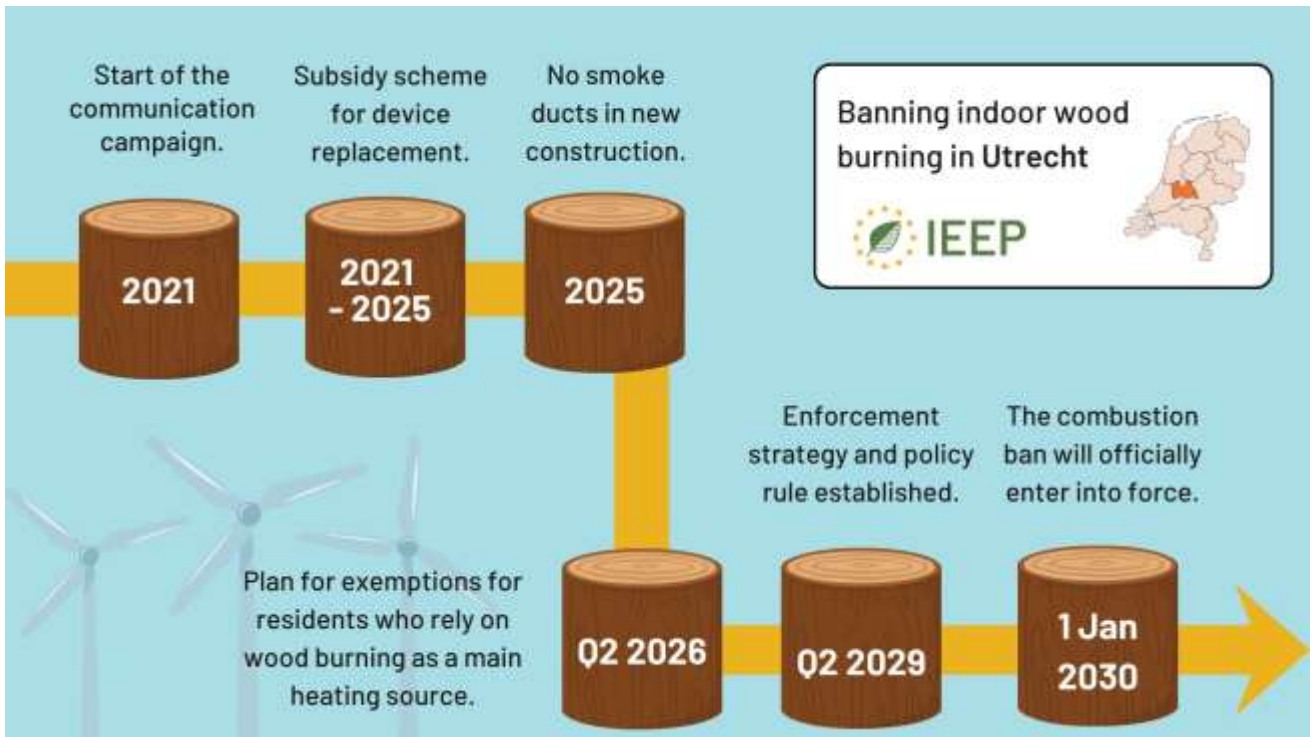 Start of the
communication
campaign.
Subsidy scheme
for device
replacement.
No smoke
ducts in new
construction.
Banning indoor wood
burning in Utrecht
IEEP
2021
2021
- 2025
2025
Enforcement
strategy and policy
rule established.
The combustion
ban will officially
enter into force.
Plan for exemptions for
residents who rely on
wood burning as a main
heating source.
Q2 2026
Q2 2029
1 Jan
2030